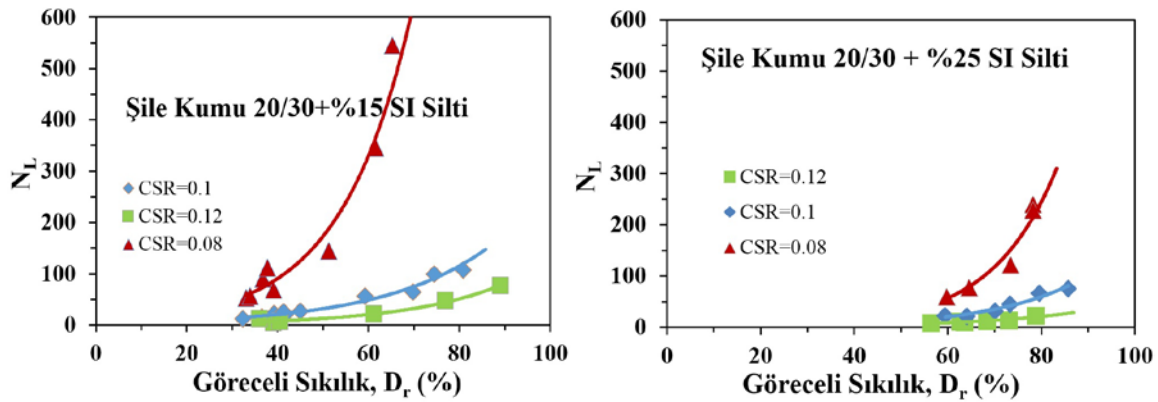 600
500
400
300
200
100
0
N_L
Şile Kumu 20/30+%15 SI Silti
CSR=0.1
CSR=0.12
CSR=0.08
0 20 40 60 80 100
Göreceli Sıkılık, D_r (%)
600
500
400
300
200
100
0
N_L
Şile Kumu 20/30 + %25 SI Silti
CSR=0.12
CSR=0.1
CSR=0.08
0 20 40 60 80 100
Göreceli Sıkılık, D_r (%)